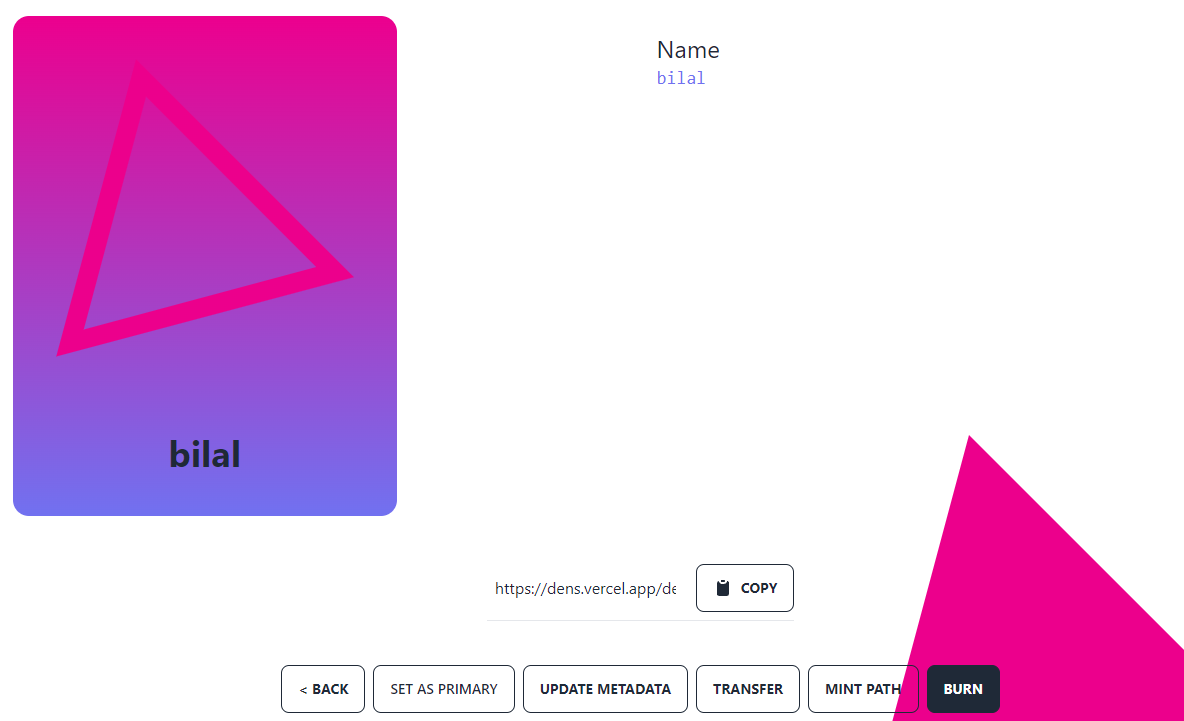 Name
bilal
bilal
https://dens.vercel.app/de
COPY
< BACK
SET AS PRIMARY
UPDATE METADATA
TRANSFER
MINT PATH
BURN